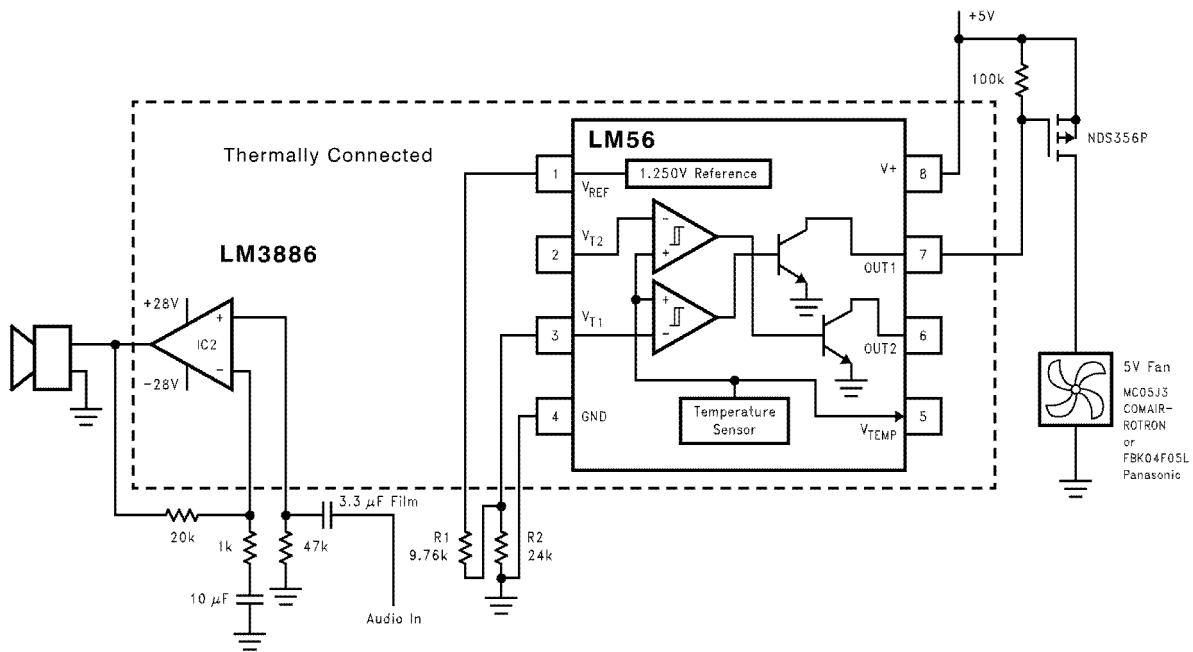 +5V
100k
NDS356P
Thermally Connected
LM56
1
VREF
1.250V Reference
V+
8
LM3886
2
VT2
−
+
OUT1
7
+28V
−28V
IC2
+
−
3
VT1
+
−
OUT2
6
4
GND
Temperature
Sensor
VTEMP
5
5V Fan
MC05J3
COMAIR-
ROTRON
or
FBK04F05L
Panasonic
3.3 μF Film
20k
1k
47k
R1
9.76k
R2
24k
10 μF
Audio In